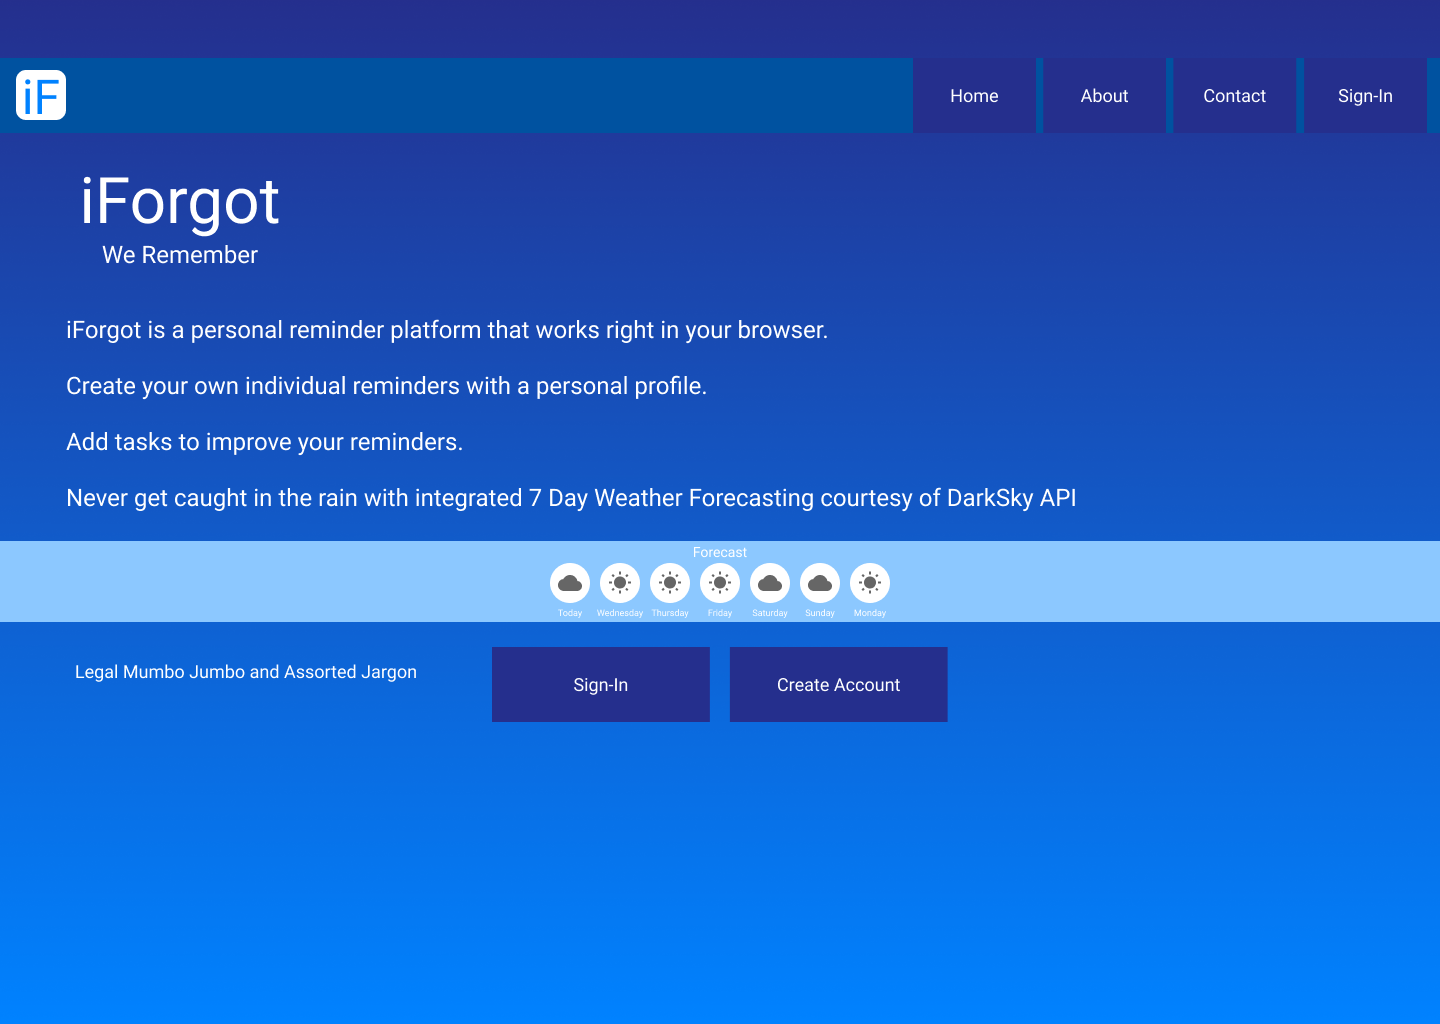 iF
Home
About
Contact
Sign-In
iForgot
We Remember
iForgot is a personal reminder platform that works right in your browser.
Create your own individual reminders with a personal profile.
Add tasks to improve your reminders.
Never get caught in the rain with integrated 7 Day Weather Forecasting courtesy of DarkSky API
Forecast
Today
Wednesday
Thursday
Friday
Saturday
Sunday
Monday
Legal Mumbo Jumbo and Assorted Jargon
Sign-In
Create Account